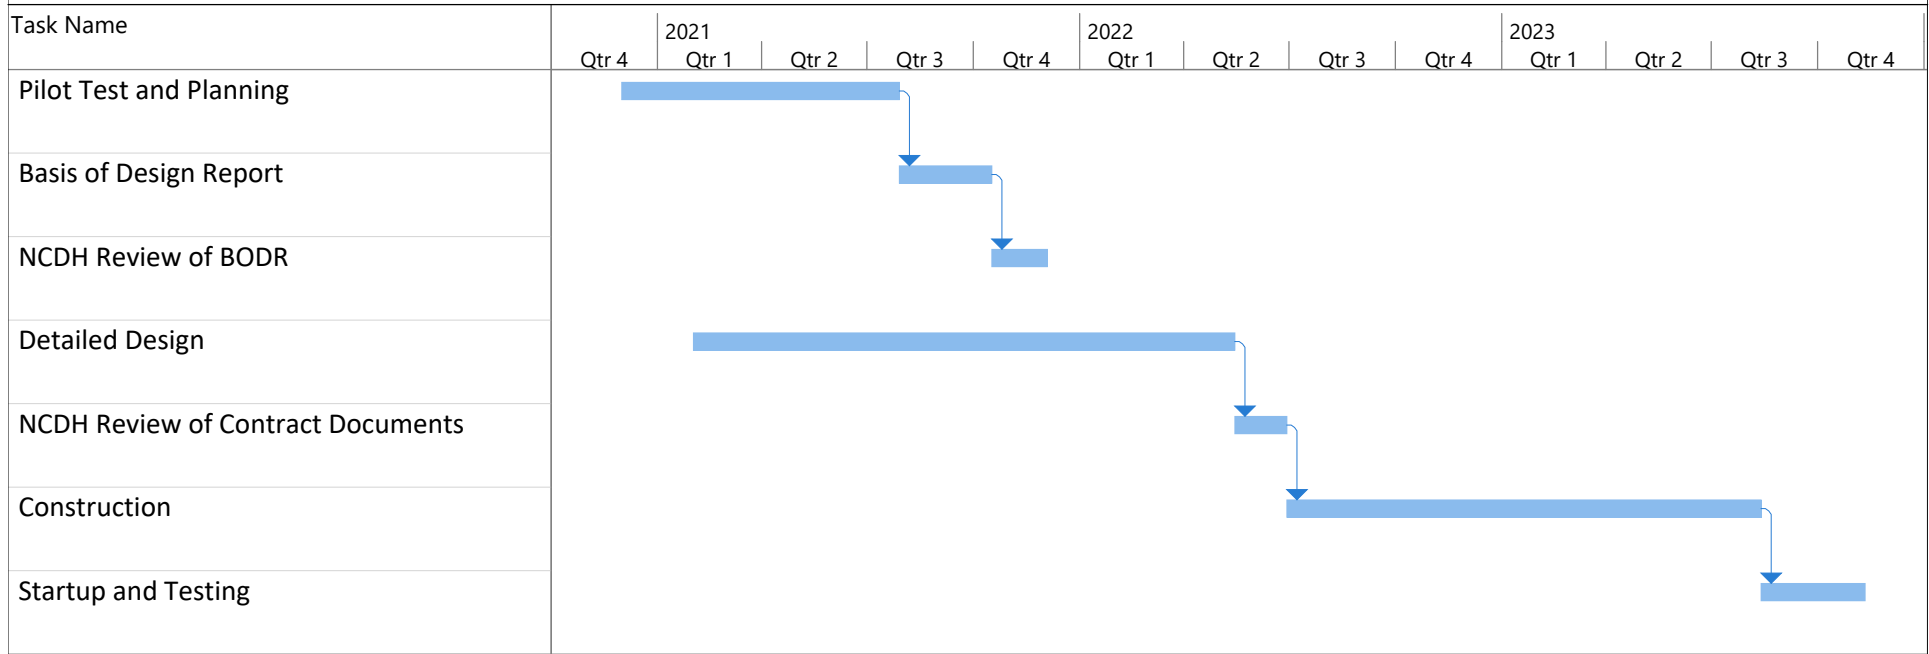 Task Name
2021 2022 2023
Qtr 4 Qtr 1 Qtr 2 Qtr 3 Qtr 4 Qtr 1 Qtr 2 Qtr 3 Qtr 4 Qtr 1 Qtr 2 Qtr 3 Qtr 4
Pilot Test and Planning
Basis of Design Report
NCDH Review of BODR
Detailed Design
NCDH Review of Contract Documents
Construction
Startup and Testing